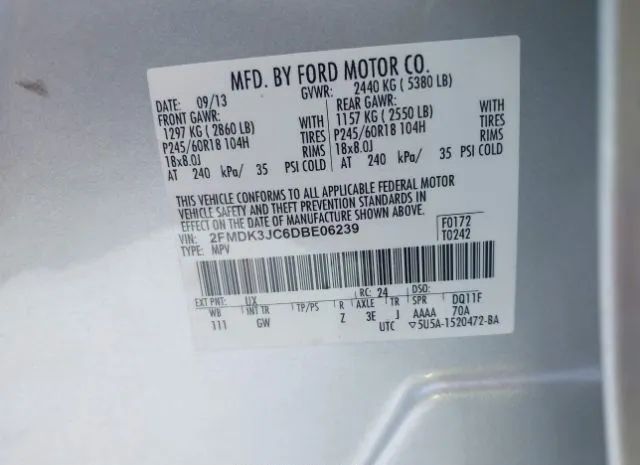 MFD. BY FORD MOTOR CO.
DATE: 09/13 GVWR: 2440 KG ( 5380 LB)
FRONT GAWR: REAR GAWR:
1297 KG ( 2860 LB) WITH 1157 KG ( 2550 LB) WITH
P245/60R18 104H TIRES P245/60R18 104H TIRES
18x8.0J RIMS 18x8.0J RIMS
AT 240 kPa/ 35 PSI COLD AT 240 kPa/ 35 PSI COLD
THIS VEHICLE CONFORMS TO ALL APPLICABLE FEDERAL MOTOR
VEHICLE SAFETY AND THEFT PREVENTION STANDARDS IN
EFFECT ON THE DATE OF MANUFACTURE SHOWN ABOVE.
VIN: 2FMDK3JC6DBE06239 F0172
TYPE: MPV T0242
EXT PNT: UX RC: 24 DSO:
WB INT TR TP/PS R AXLE TR SPR DQ11F
111 GW Z 3E J AAAA 70A
UTC ▽5U5A-1520472-BA